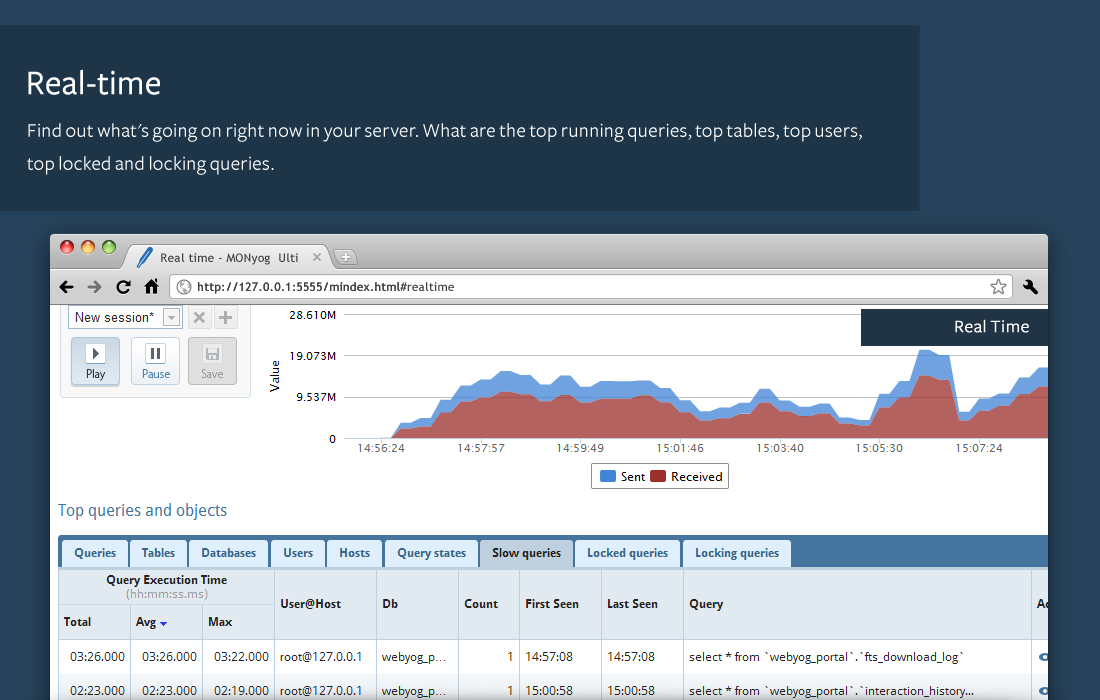 Real-time
Find out what's going on right now in your server. What are the top running queries, top tables, top users,
top locked and locking queries.
Real time - MONyog Ulti
http://127.0.0.1:5555/mindex.html#realtime
New session*
Play Pause Save
Value
28.610M
19.073M
9.537M
0
Real Time
14:56:24 14:57:57 14:59:49 15:01:46 15:03:40 15:05:30 15:07:24
Sent Received
Top queries and objects
Queries Tables Databases Users Hosts Query states Slow queries Locked queries Locking queries
Query Execution Time
(hh:mm:ss.ms)
Total Avg Max User@Host Db Count First Seen Last Seen Query
03:26.000 03:26.000 03:22.000 root@127.0.0.1 webyog_p... 1 14:57:08 14:57:08 select * from `webyog_portal`.`fts_download_log`
02:23.000 02:23.000 02:19.000 root@127.0.0.1 webyog_p... 1 15:00:58 15:00:58 select * from `webyog_portal`.`interaction_history...